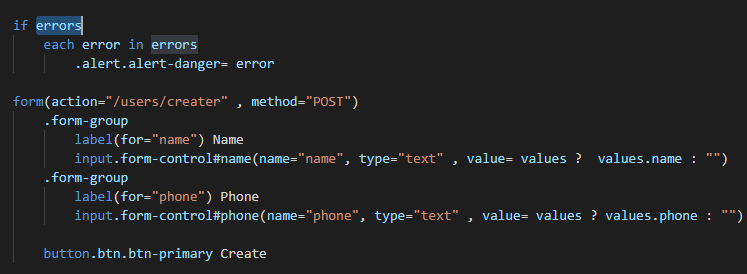 if errors
    each error in errors
        .alert.alert-danger= error
form(action="/users/creater" , method="POST")
    .form-group
        label(for="name") Name
        input.form-control#name(name="name", type="text" , value= values ?  values.name : "")
    .form-group
        label(for="phone") Phone
        input.form-control#phone(name="phone", type="text" , value= values ? values.phone : "")
    button.btn.btn-primary Create